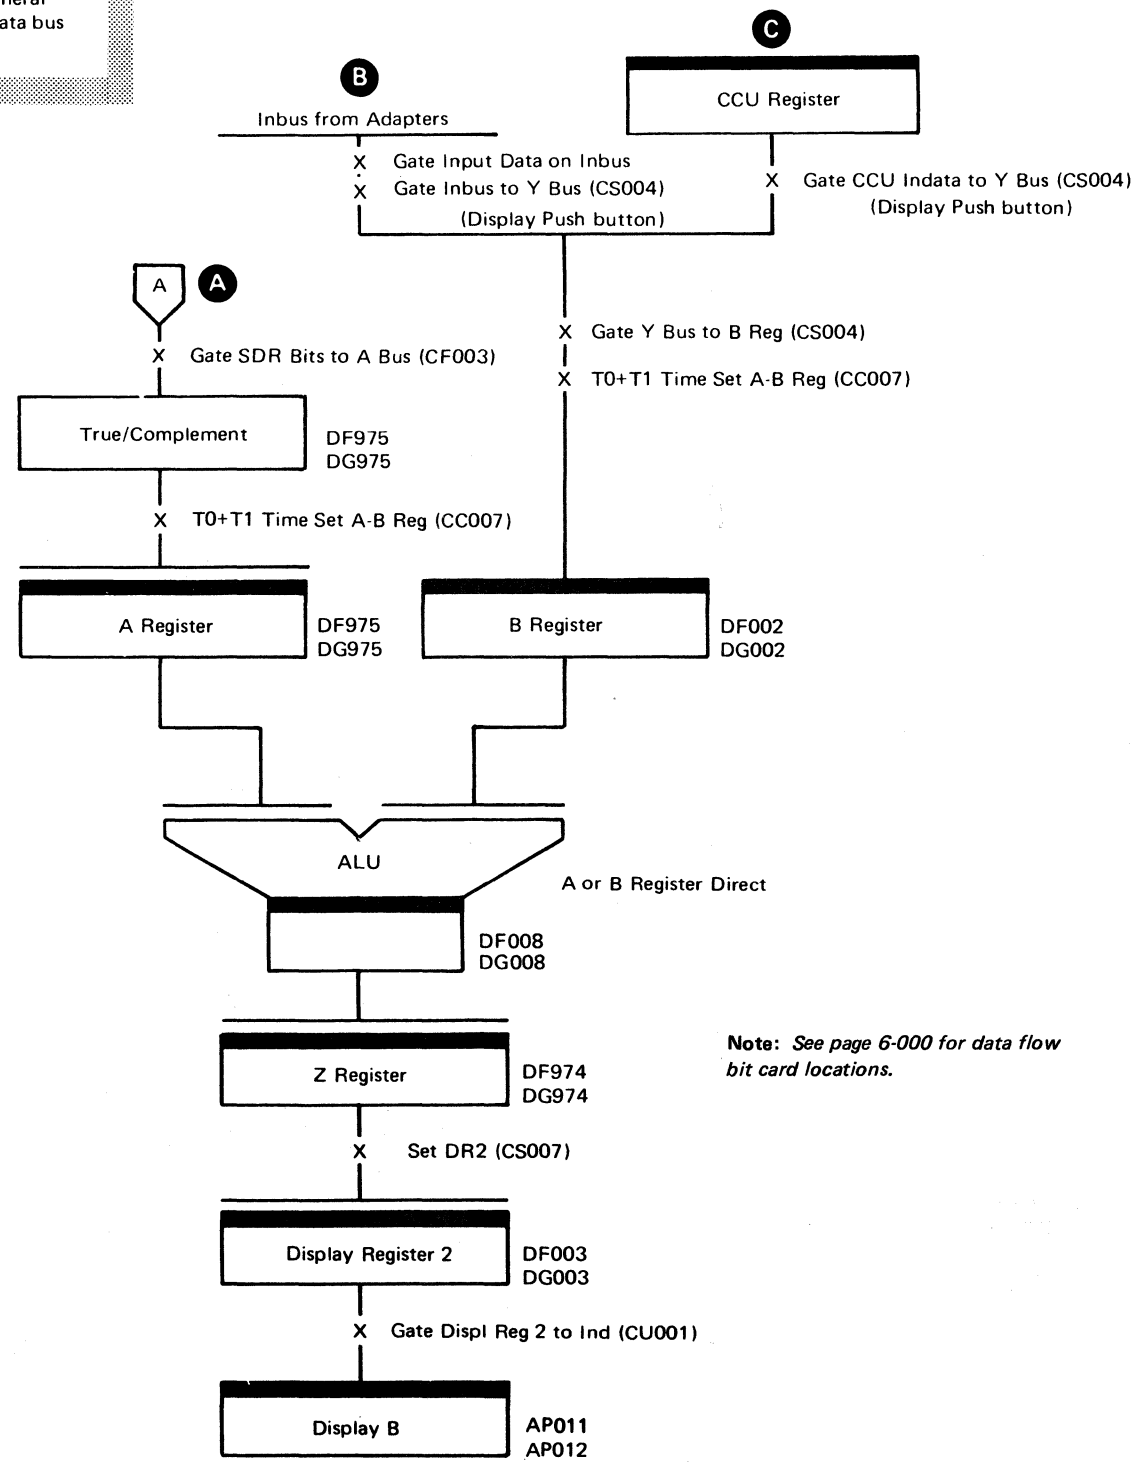 ata bus
C
B
CCU Register
Inbus from Adapters
X Gate Input Data on Inbus
X Gate Inbus to Y Bus (CS004)
(Display Push button)
X Gate CCU Indata to Y Bus (CS004)
(Display Push button)
A
A
X Gate Y Bus to B Reg (CS004)
X Gate SDR Bits to A Bus (CF003)
X T0+T1 Time Set A-B Reg (CC007)
True/Complement
DF975
DG975
X T0+T1 Time Set A-B Reg (CC007)
A Register
DF975
DG975
B Register
DF002
DG002
ALU
A or B Register Direct
DF008
DG008
Z Register
DF974
DG974
Note: See page 6-000 for data flow
bit card locations.
X Set DR2 (CS007)
Display Register 2
DF003
DG003
X Gate Displ Reg 2 to Ind (CU001)
Display B
AP011
AP012